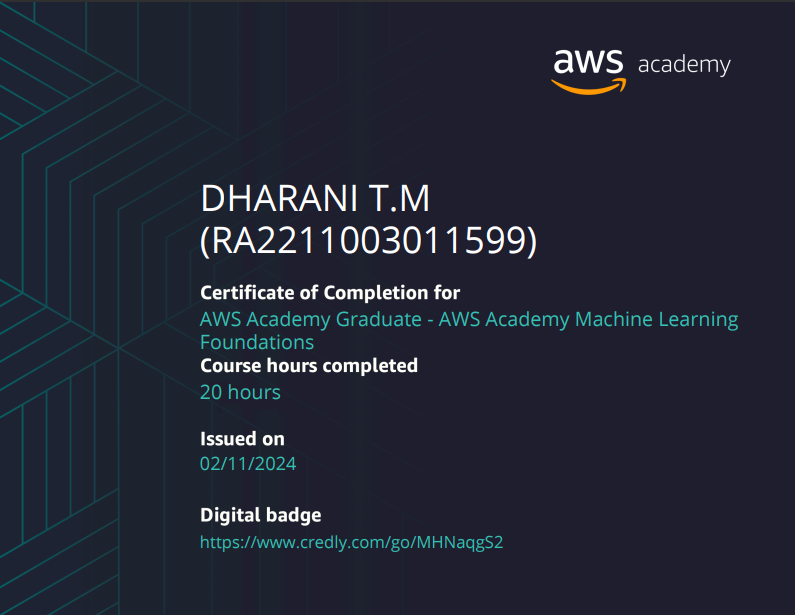 aws academy
DHARANI T.M
(RA2211003011599)
Certificate of Completion for
AWS Academy Graduate - AWS Academy Machine Learning
Foundations
Course hours completed
20 hours
Issued on
02/11/2024
Digital badge
https://www.credly.com/go/MHNaqgS2